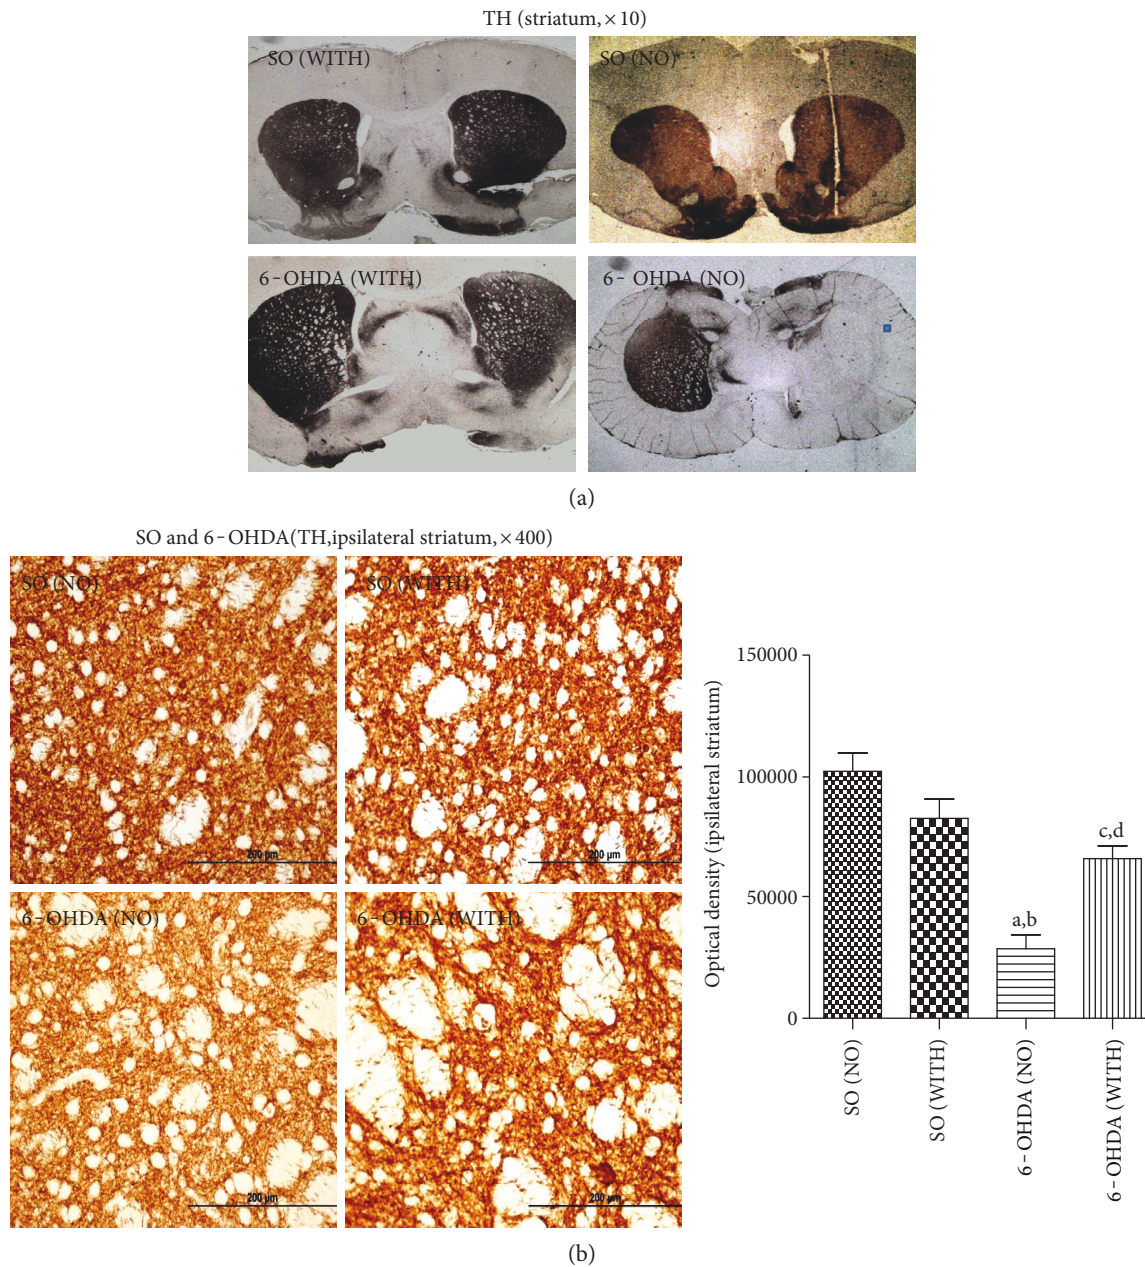 TH (striatum, × 10)
SO (WITH)
SO (NO)
6-OHDA (WITH)
6- OHDA (NO)
(a)
SO and 6-OHDA(TH,ipsilateral striatum, × 400)
SO (NO)
SO (WITH)
200 µm
200 µm
6-OHDA (NO)
6-OHDA (WITH)
200 µm
200 µm
Optical density (ipsilateral striatum)
150000
100000
50000
0
a,b
c,d
SO (NO)
SO (WITH)
6-OHDA (NO)
6-OHDA (WITH)
(b)